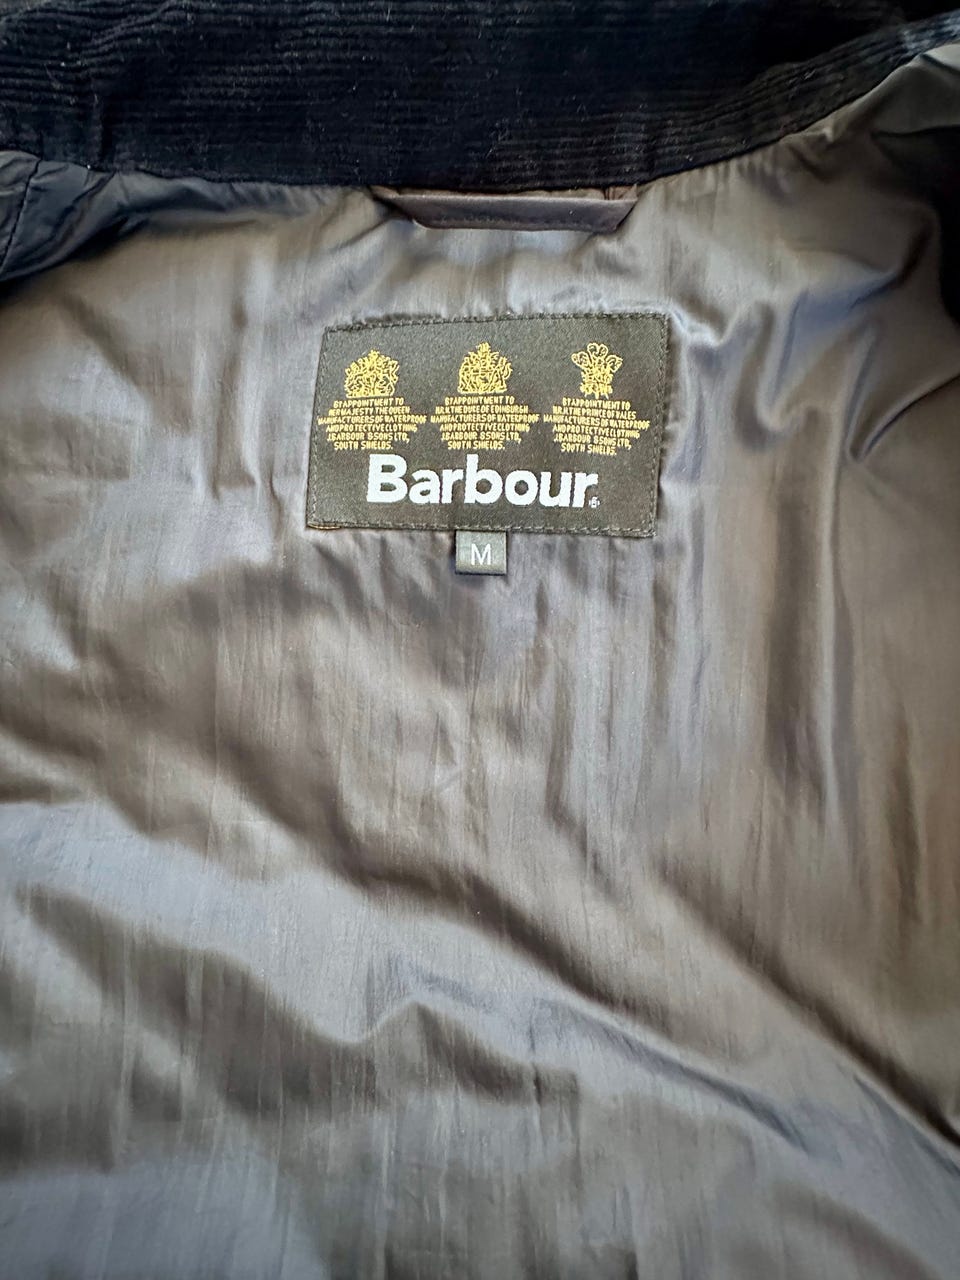 BY APPOINTMENT TO
HER MAJESTY THE QUEEN
MANUFACTURERS OF WATERPROOF
AND PROTECTIVE CLOTHING
J.BARBOUR & SONS LTD,
SOUTH SHIELDS.
BY APPOINTMENT TO
H.R.H. THE DUKE OF EDINBURGH
MANUFACTURERS OF WATERPROOF
AND PROTECTIVE CLOTHING
J.BARBOUR & SONS LTD,
SOUTH SHIELDS.
BY APPOINTMENT TO
H.R.H. THE PRINCE OF WALES
MANUFACTURERS OF WATERPROOF
AND PROTECTIVE CLOTHING
J.BARBOUR & SONS LTD,
SOUTH SHIELDS.
Barbour
M